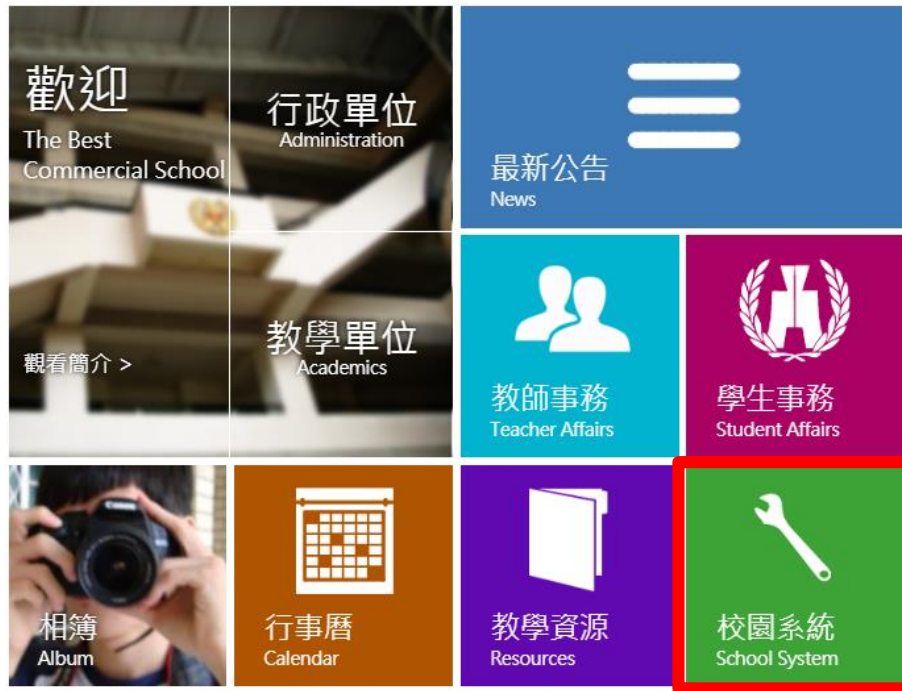 歡迎
The Best
Commercial School
觀看簡介 >
行政單位
Administration
教學單位
Academics
最新公告
News
教師事務
Teacher Affairs
學生事務
Student Affairs
相簿
Album
行事曆
Calendar
教學資源
Resources
校園系統
School System